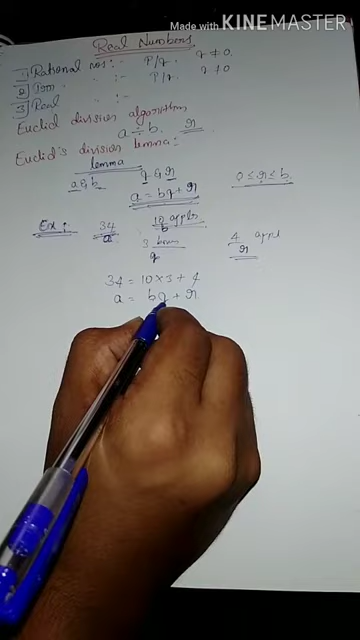 Made with KINEMASTER
Real Numbers
1) Rational nos :- P/q. q ≠ 0.
2) Irra " :- P/q. q ≠ 0
3) Real " :-
Euclid division algorithm
a ÷ b. r
Euclid's division lemma :-
lemma
a & b q & r 0 ≤ r ≤ b.
a = bq + r
Ex: 34 10 apples
a b
3 boxes 4 appl
q r
34 = 10 × 3 + 4
a = bq + r